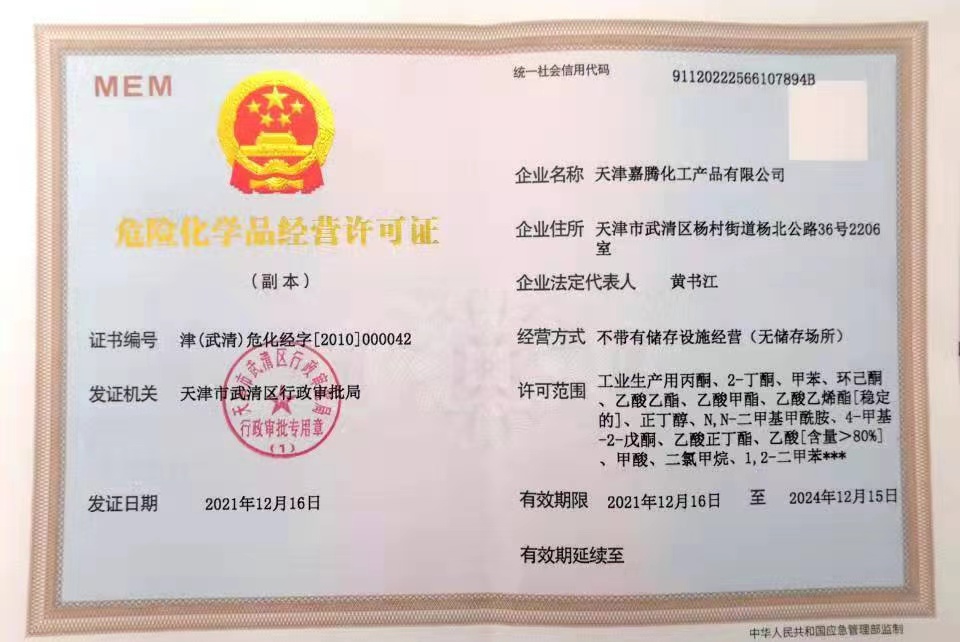 MEM
危险化学品经营许可证
（副本）
证书编号 津(武清)危化经字[2010]000042
发证机关 天津市武清区行政审批局
天津市武清区行政审批局
行政审批专用章
(1)
发证日期 2021年12月16日
统一社会信用代码 91120222566107894B
企业名称 天津嘉腾化工产品有限公司
企业住所 天津市武清区杨村街道杨北公路36号2206
室
企业法定代表人 黄书江
经营方式 不带有储存设施经营（无储存场所）
许可范围 工业生产用丙酮、2-丁酮、甲苯、环己酮
、乙酸乙酯、乙酸甲酯、乙酸乙烯酯[稳定
的]、正丁醇、N,N-二甲基甲酰胺、4-甲基
-2-戊酮、乙酸正丁酯、乙酸[含量＞80%]
、甲酸、二氯甲烷、1,2-二甲苯***
有效期限 2021年12月16日 至 2024年12月15日
有效期延续至
中华人民共和国应急管理部监制